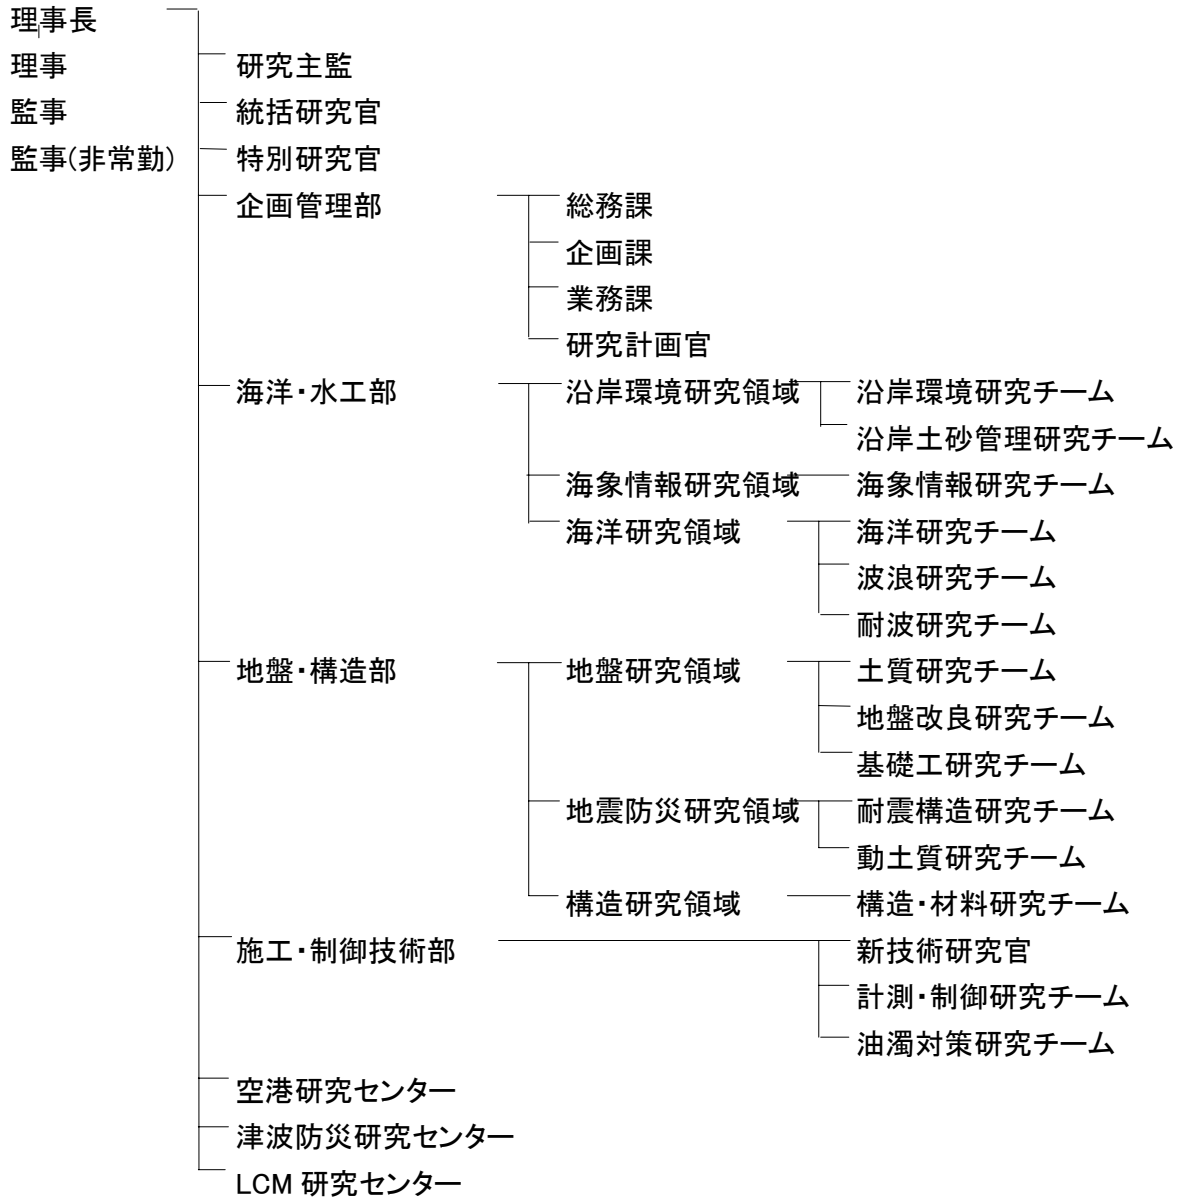 理事長
理事 研究主監
監事 統括研究官
監事(非常勤) 特別研究官
企画管理部 総務課
企画課
業務課
研究計画官
海洋・水工部 沿岸環境研究領域 沿岸環境研究チーム
沿岸土砂管理研究チーム
海象情報研究領域 海象情報研究チーム
海洋研究領域 海洋研究チーム
波浪研究チーム
耐波研究チーム
地盤・構造部 地盤研究領域 土質研究チーム
地盤改良研究チーム
基礎工研究チーム
地震防災研究領域 耐震構造研究チーム
動土質研究チーム
構造研究領域 構造・材料研究チーム
施工・制御技術部 新技術研究官
計測・制御研究チーム
油濁対策研究チーム
空港研究センター
津波防災研究センター
LCM 研究センター